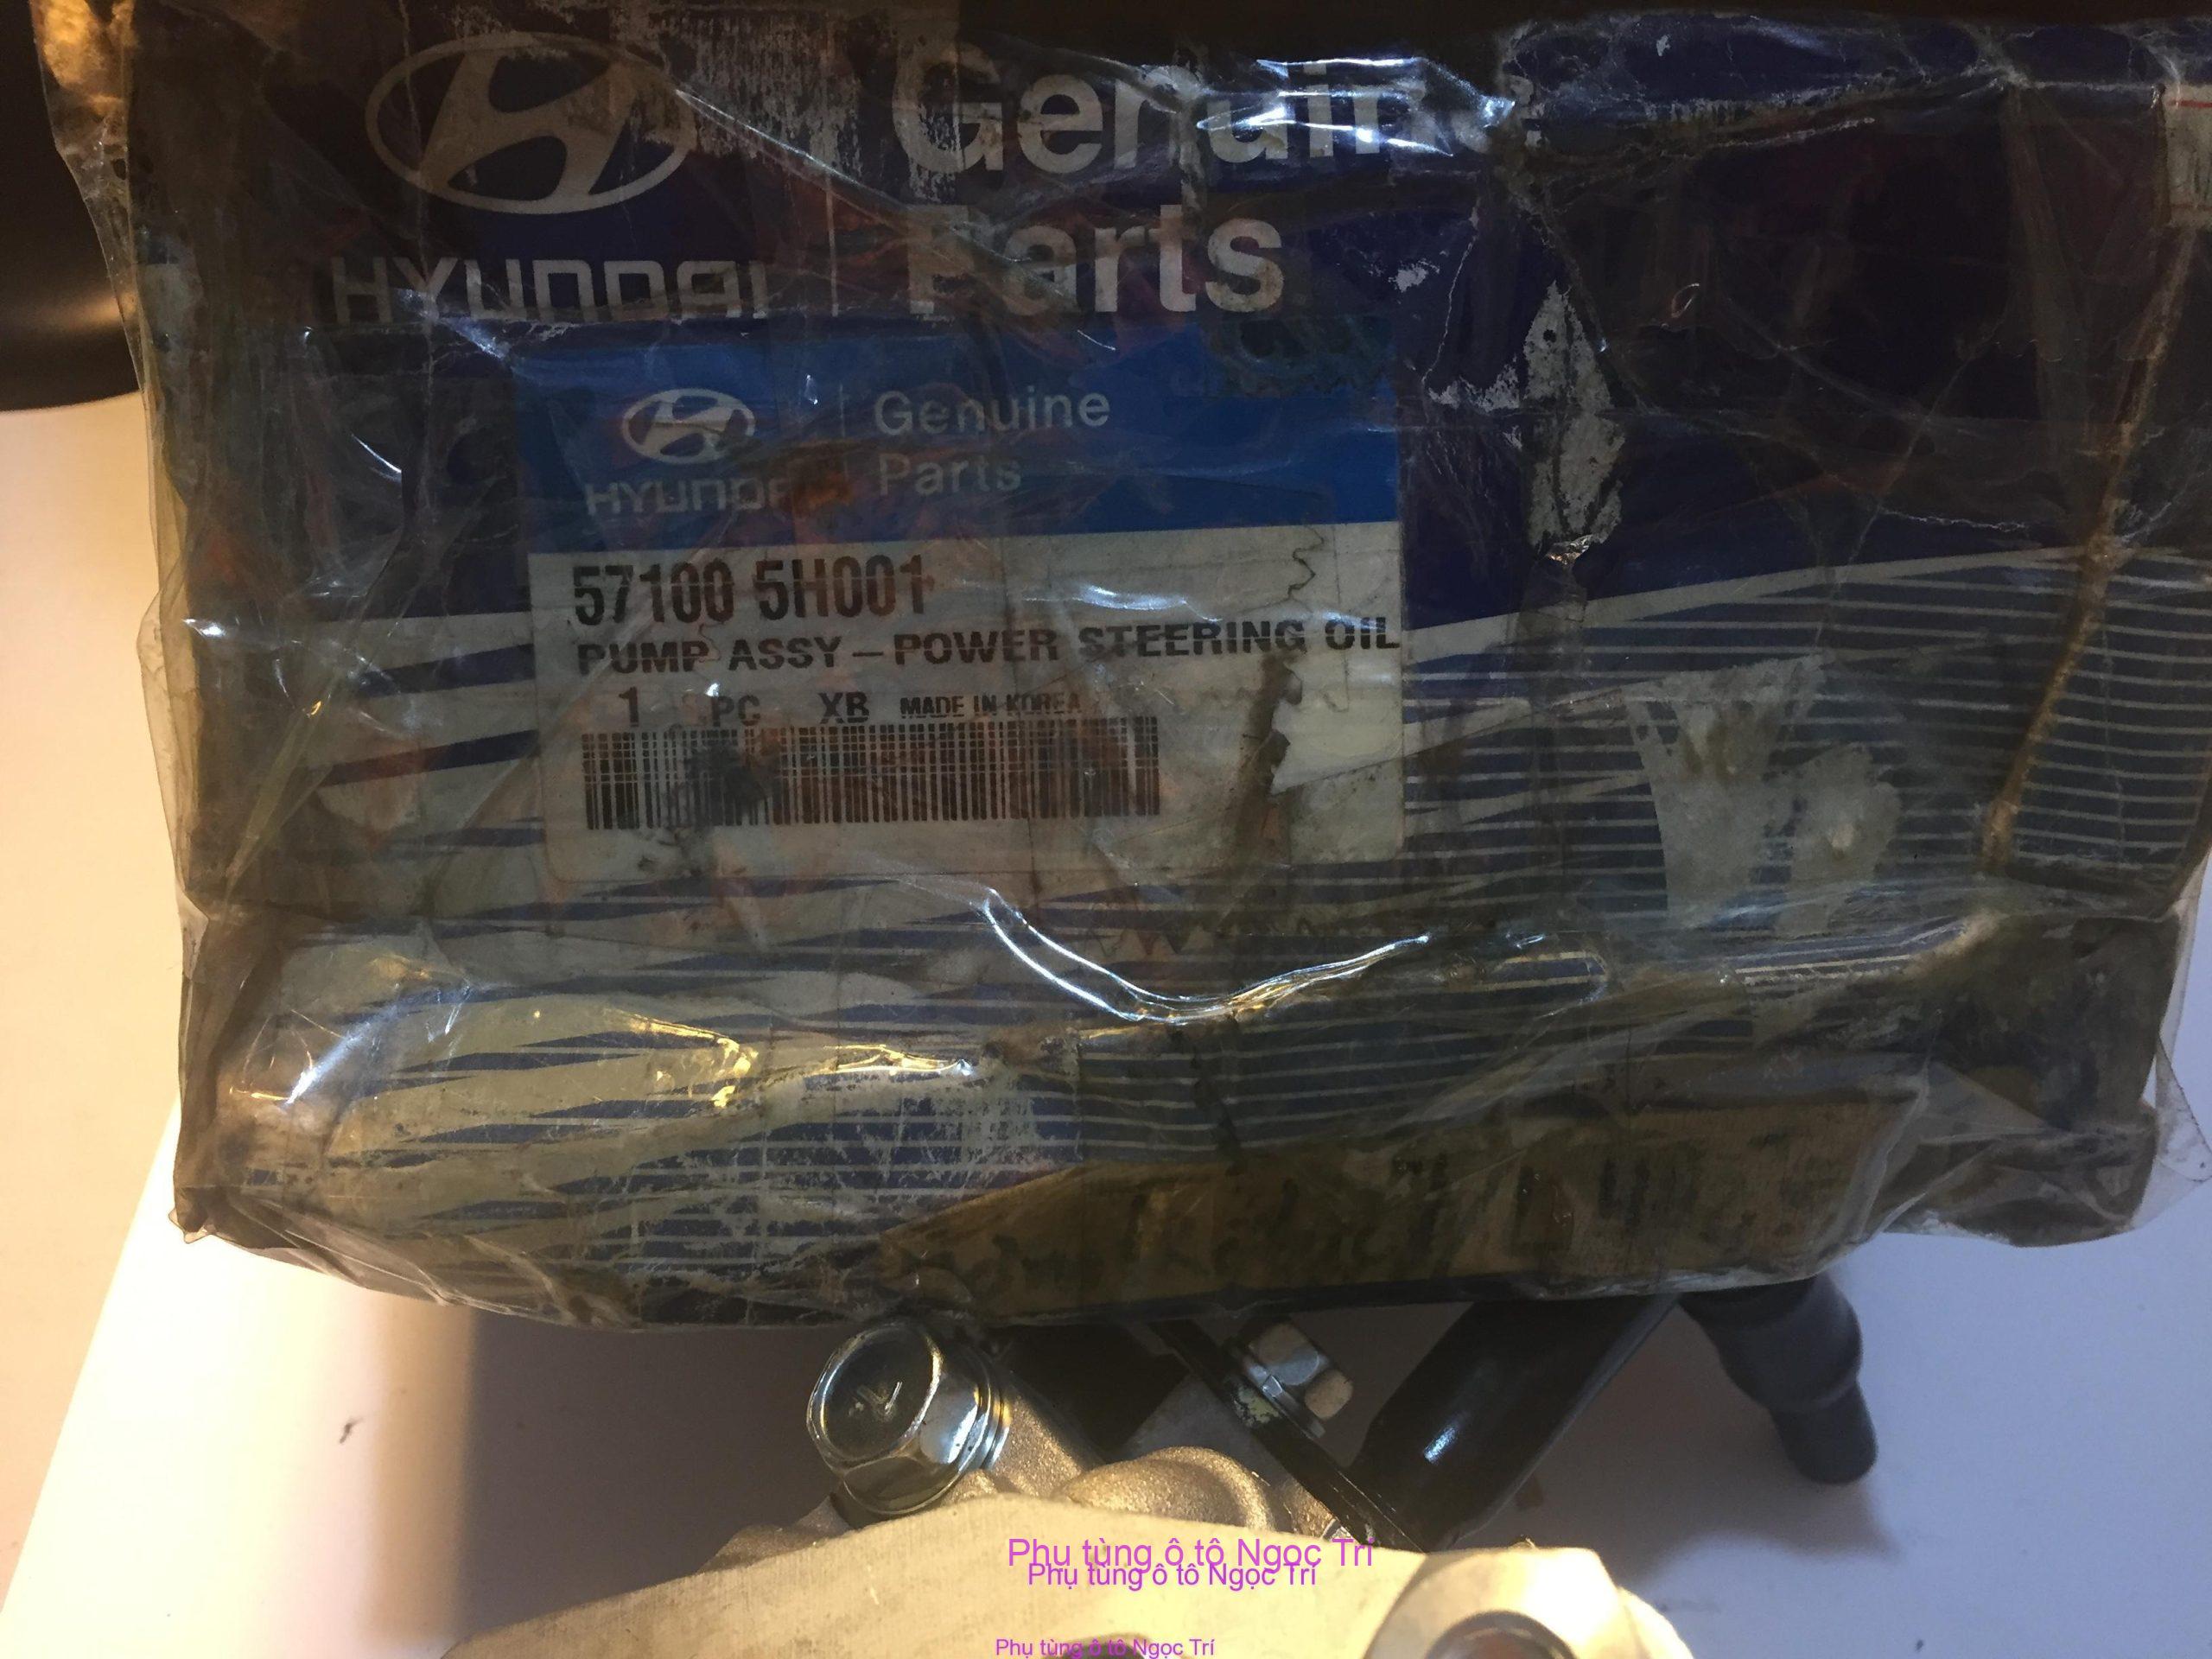 Genuine
Parts
HYUNDAI
Genuine
Parts
HYUNDAI
57100 5H001
PUMP ASSY-POWER STEERING OIL
1 PC XB MADE IN KOREA
Phụ tùng ô tô Ngọc Trí
Phụ tùng ô tô Ngọc Trí
Phụ tùng ô tô Ngọc Trí